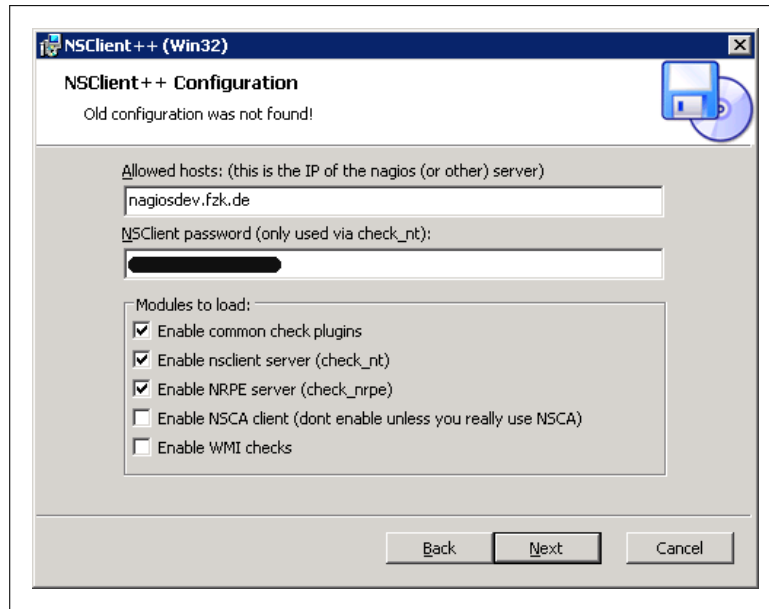 NSClient++ (Win32)
NSClient++ Configuration
Old configuration was not found!
Allowed hosts: (this is the IP of the nagios (or other) server)
nagiosdev.fzk.de
NSClient password (only used via check_nt):
Modules to load:
Enable common check plugins
Enable nsclient server (check_nt)
Enable NRPE server (check_nrpe)
Enable NSCA client (dont enable unless you really use NSCA)
Enable WMI checks
Back Next Cancel